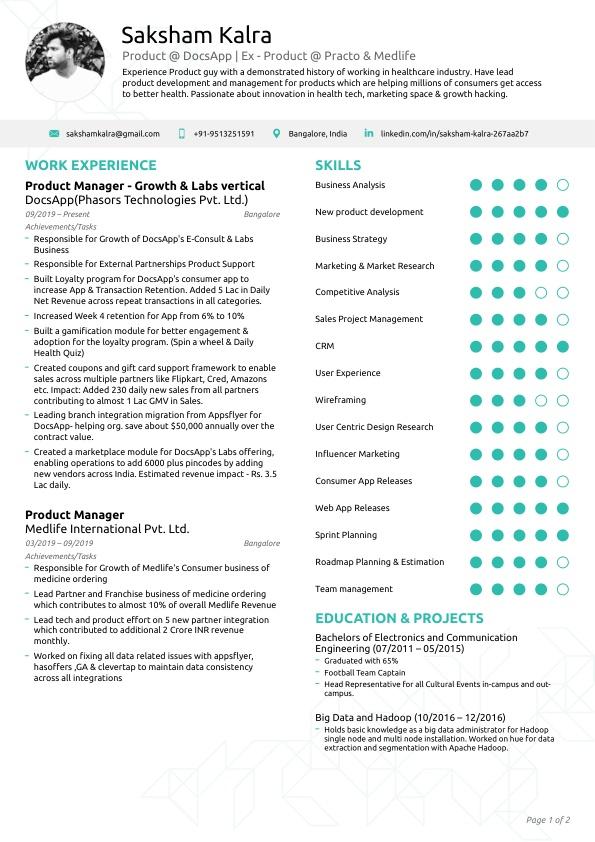 Saksham Kalra
Product @ DocsApp | Ex - Product @ Practo & Medlife
Experience Product guy with a demonstrated history of working in healthcare industry. Have lead
product development and management for products which are helping millions of consumers get access
to better health. Passionate about innovation in health tech, marketing space & growth hacking.
sakshamkalra@gmail.com
+91-9513251591
Bangalore, India
linkedin.com/in/saksham-kalra-267aa2b7
WORK EXPERIENCE
Product Manager - Growth & Labs vertical
DocsApp(Phasors Technologies Pvt. Ltd.)
09/2019 – Present Bangalore
Achievements/Tasks
– Responsible for Growth of DocsApp's E-Consult & Labs
Business
– Responsible for External Partnerships Product Support
– Built Loyalty program for DocsApp's consumer app to
increase App & Transaction Retention. Added 5 Lac in Daily
Net Revenue across repeat transactions in all categories.
– Increased Week 4 retention for App from 6% to 10%
– Built a gamification module for better engagement &
adoption for the loyalty program. (Spin a wheel & Daily
Health Quiz)
– Created coupons and gift card support framework to enable
sales across multiple partners like Flipkart, Cred, Amazons
etc. Impact: Added 230 daily new sales from all partners
contributing to almost 1 Lac GMV in Sales.
– Leading branch integration migration from Appsflyer for
DocsApp- helping org. save about $50,000 annually over the
contract value.
– Created a marketplace module for DocsApp's Labs offering,
enabling operations to add 6000 plus pincodes by adding
new vendors across India. Estimated revenue impact - Rs. 3.5
Lac daily.
Product Manager
Medlife International Pvt. Ltd.
03/2019 – 09/2019 Bangalore
Achievements/Tasks
– Responsible for Growth of Medlife's Consumer business of
medicine ordering
– Lead Partner and Franchise business of medicine ordering
which contributes to almost 10% of overall Medlife Revenue
– Lead tech and product effort on 5 new partner integration
which contributed to additional 2 Crore INR revenue
monthly.
– Worked on fixing all data related issues with appsflyer,
hasoffers ,GA & clevertap to maintain data consistency
across all integrations
SKILLS
Business Analysis
New product development
Business Strategy
Marketing & Market Research
Competitive Analysis
Sales Project Management
CRM
User Experience
Wireframing
User Centric Design Research
Influencer Marketing
Consumer App Releases
Web App Releases
Sprint Planning
Roadmap Planning & Estimation
Team management
EDUCATION & PROJECTS
Bachelors of Electronics and Communication
Engineering (07/2011 – 05/2015)
– Graduated with 65%
– Football Team Captain
– Head Representative for all Cultural Events in-campus and out-
campus.
Big Data and Hadoop (10/2016 – 12/2016)
– Holds basic knowledge as a big data administrator for Hadoop
single node and multi node installation. Worked on hue for data
extraction and segmentation with Apache Hadoop.
Page 1 of 2